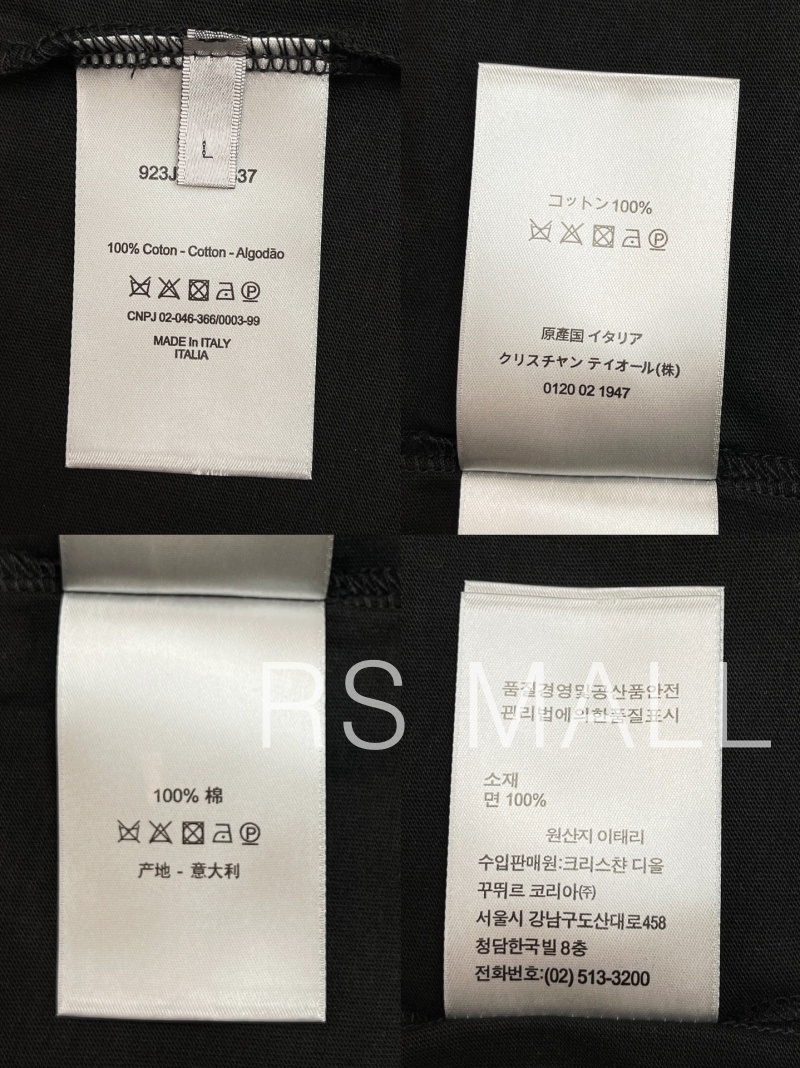 L
923J 37
100% Coton - Cotton - Algodão
CNPJ 02-046-366/0003-99
MADE In ITALY
ITALIA
コットン100%
P
原産国 イタリア
クリスチャン テイオール(株)
0120 02 1947
100% 棉
P
产地 - 意大利
품질경영및공산품안전
괸리법에의한품질표시
소재
면 100%
원산지 이태리
수입판매원:크리스챤 디올
꾸뛰르 코리아㈜
서울시 강남구도산대로458
청담한국빌 8층
전화번호:(02) 513-3200
RS MALL